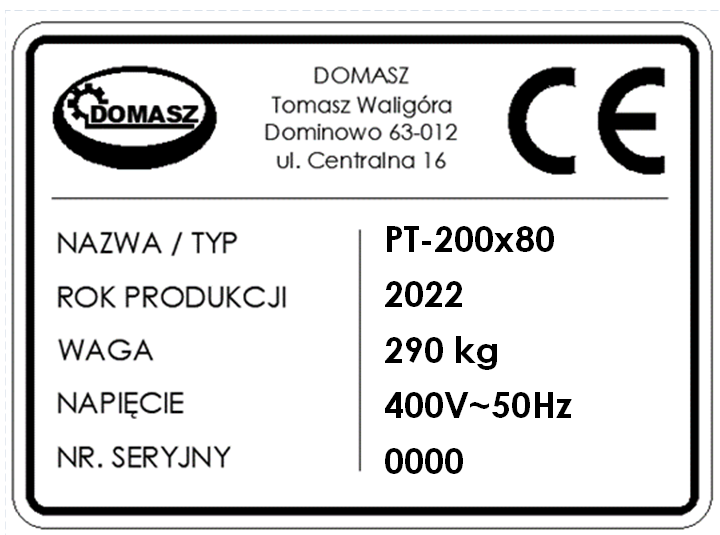 DOMASZ
DOMASZ
Tomasz Waligóra
Dominowo 63-012
ul. Centralna 16
CE
NAZWA / TYP PT-200x80
ROK PRODUKCJI 2022
WAGA 290 kg
NAPIĘCIE 400V~50Hz
NR. SERYJNY 0000